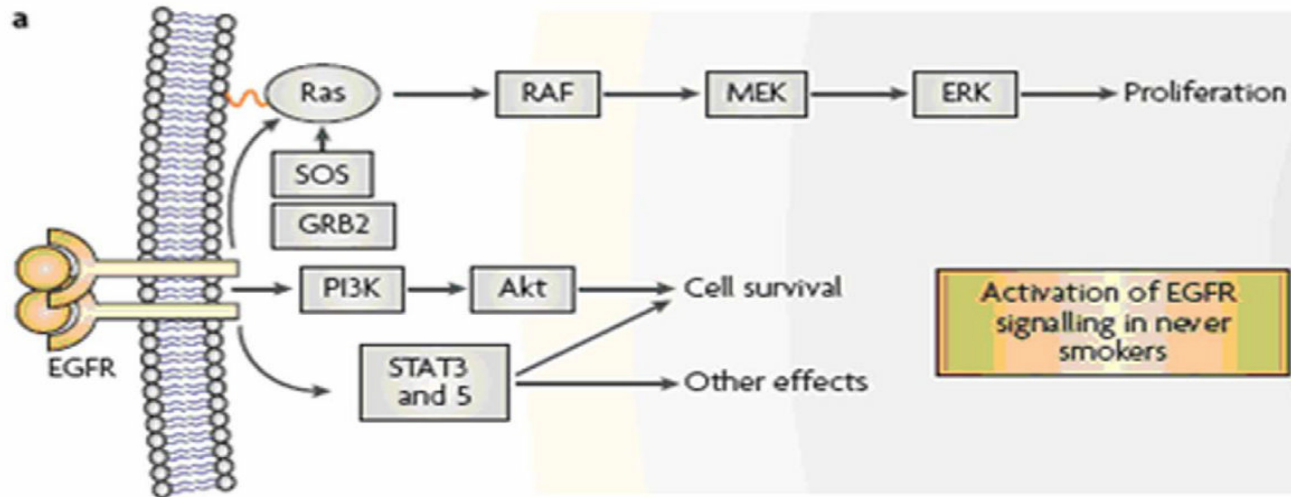 a
Ras
RAF
MEK
ERK
Proliferation
SOS
GRB2
PI3K
Akt
Cell survival
EGFR
STAT3
and 5
Other effects
Activation of EGFR
signalling in never
smokers